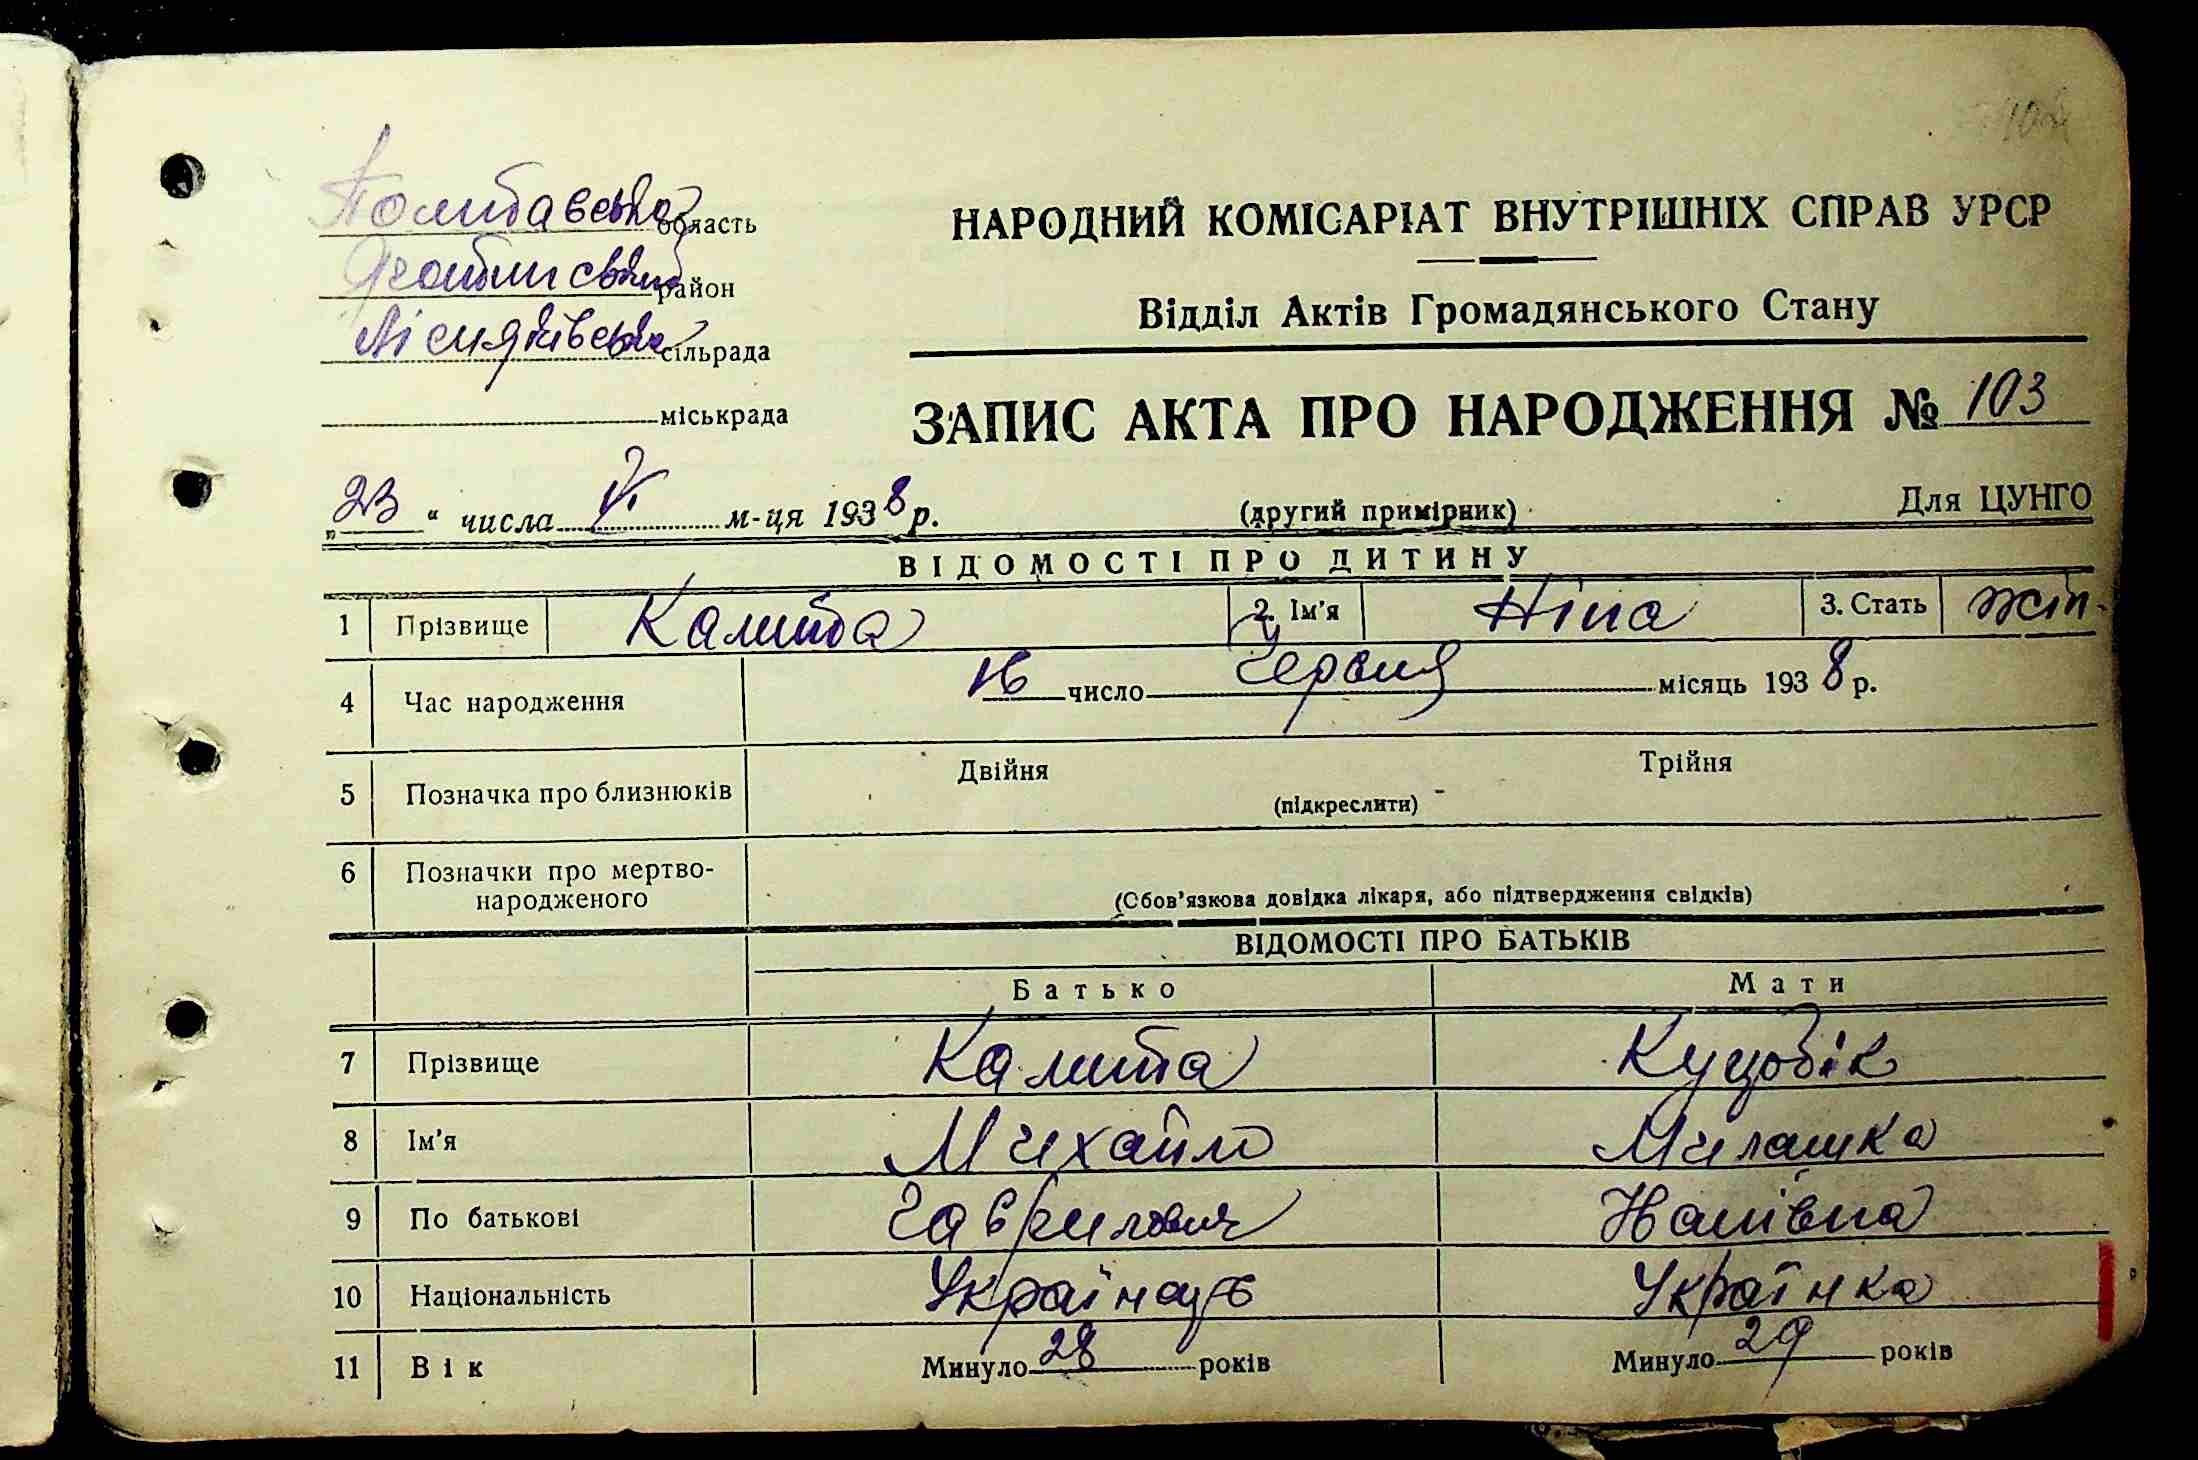 108
Полтавська область
Яготинський район
Лісняківська сільрада
міськрада
НАРОДНИЙ КОМІСАРІАТ ВНУТРІШНІХ СПРАВ УРСР
Відділ Актів Громадянського Стану
ЗАПИС АКТА ПРО НАРОДЖЕННЯ № 103
„23“ числа VI м-ця 1938 р. (другий примірник) Для ЦУНГО
ВІДОМОСТІ ПРО ДИТИНУ
1 Прізвище Калита 2. Ім'я Ніна 3. Стать жін.
4 Час народження 16 число Червня місяць 1938 р.
5 Позначка про близнюків Двійня Трійня
(підкреслити)
6 Позначки про мертво-
народженого
(Обов'язкова довідка лікаря, або підтвердження свідків)
ВІДОМОСТІ ПРО БАТЬКІВ
Батько Мати
7 Прізвище Калита Куцобік
8 Ім'я Михайло Милашка
9 По батькові Гаврилович
10 Національність Українець Українка
11 Вік Минуло 28 років Минуло 29 років